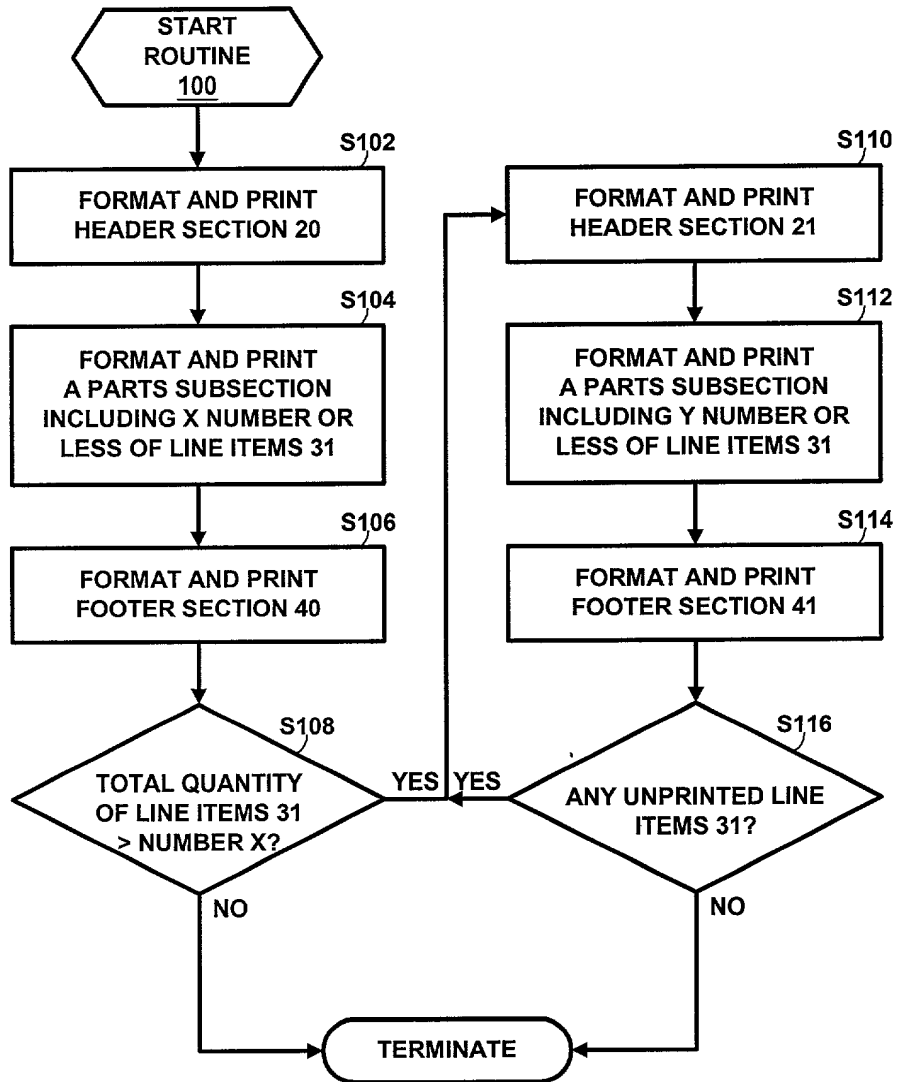 START
ROUTINE
100
S102
FORMAT AND PRINT
HEADER SECTION 20
S104
FORMAT AND PRINT
A PARTS SUBSECTION
INCLUDING X NUMBER OR
LESS OF LINE ITEMS 31
S106
FORMAT AND PRINT
FOOTER SECTION 40
S108
TOTAL QUANTITY
OF LINE ITEMS 31
> NUMBER X?
YES
NO
S110
FORMAT AND PRINT
HEADER SECTION 21
S112
FORMAT AND PRINT
A PARTS SUBSECTION
INCLUDING Y NUMBER OR
LESS OF LINE ITEMS 31
S114
FORMAT AND PRINT
FOOTER SECTION 41
S116
ANY UNPRINTED LINE
ITEMS 31?
YES
NO
TERMINATE